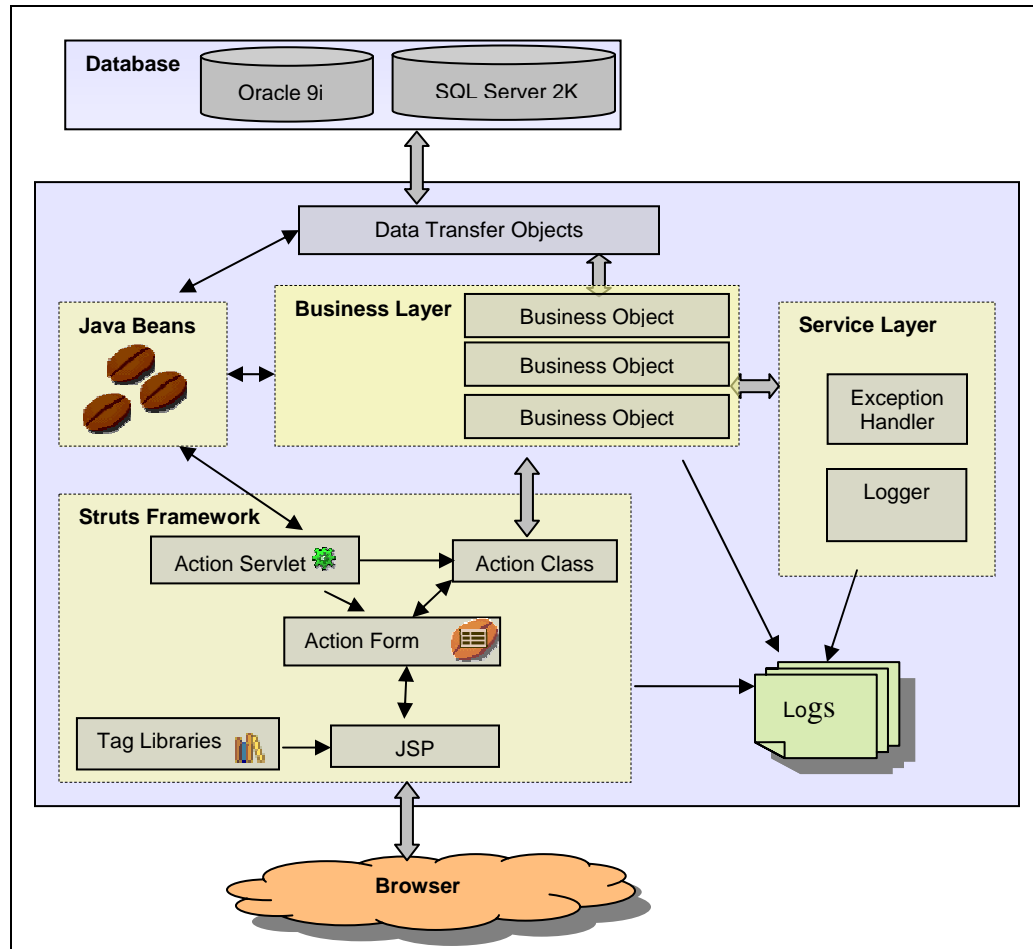 Database
Oracle 9i
SQL Server 2K
Data Transfer Objects
Java Beans
Business Layer
Business Object
Business Object
Business Object
Service Layer
Exception
Handler
Logger
Struts Framework
Action Servlet
Action Class
Action Form
Tag Libraries
JSP
Logs
Browser